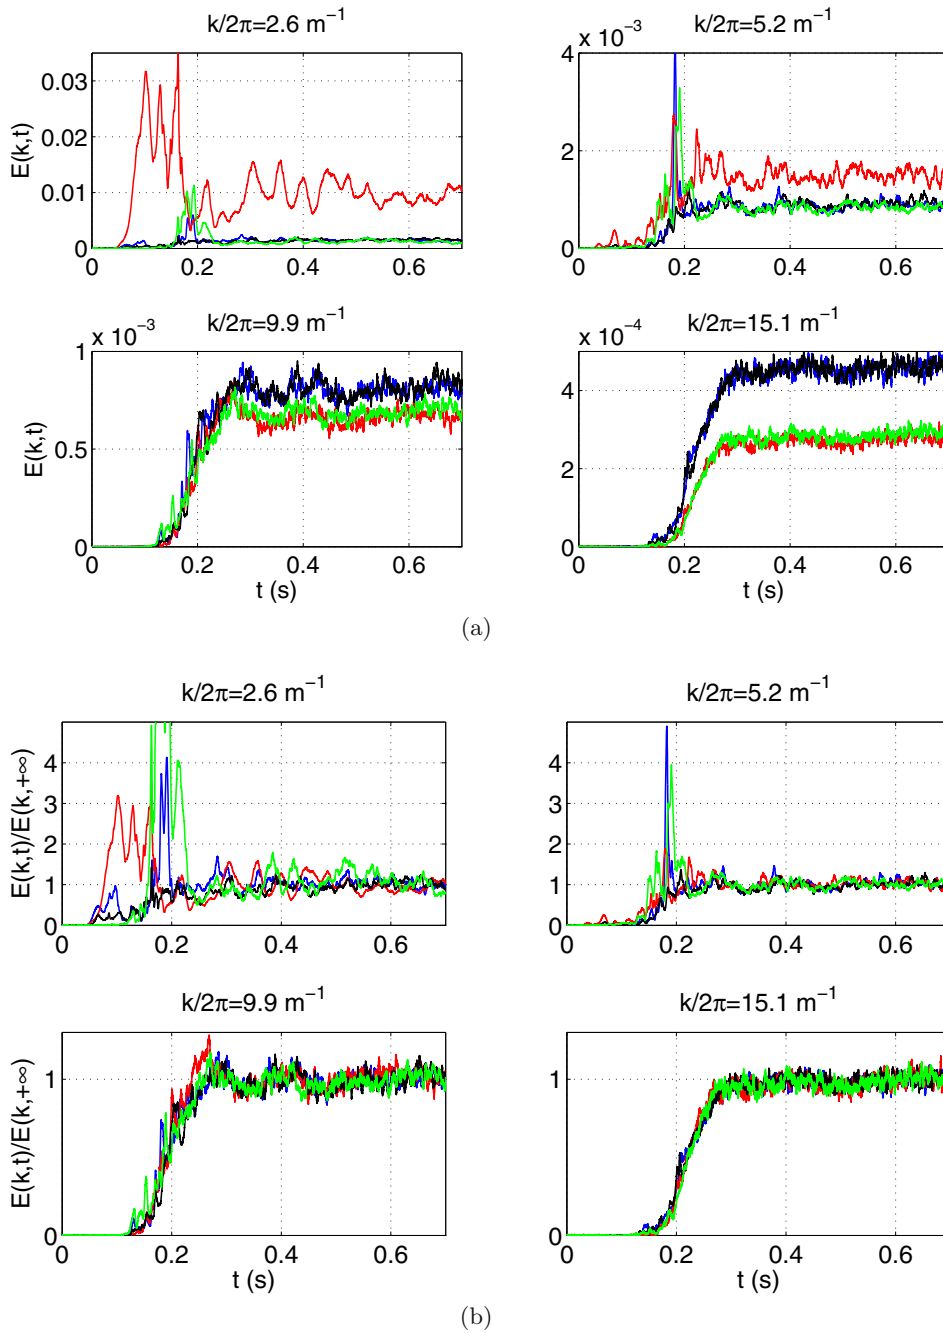 k/2π=2.6 m⁻¹
k/2π=5.2 m⁻¹
x 10⁻³
0.03
0.02
0.01
0
E(k,t)
0 0.2 0.4 0.6
4
2
0
0 0.2 0.4 0.6
k/2π=9.9 m⁻¹
k/2π=15.1 m⁻¹
x 10⁻³
x 10⁻⁴
1
0.5
0
E(k,t)
0 0.2 0.4 0.6
t (s)
4
2
0
0 0.2 0.4 0.6
t (s)
(a)
k/2π=2.6 m⁻¹
k/2π=5.2 m⁻¹
4
3
2
1
0
E(k,t)/E(k,+∞)
0 0.2 0.4 0.6
4
3
2
1
0
0 0.2 0.4 0.6
k/2π=9.9 m⁻¹
k/2π=15.1 m⁻¹
1
0
E(k,t)/E(k,+∞)
0 0.2 0.4 0.6
t (s)
1
0
0 0.2 0.4 0.6
t (s)
(b)